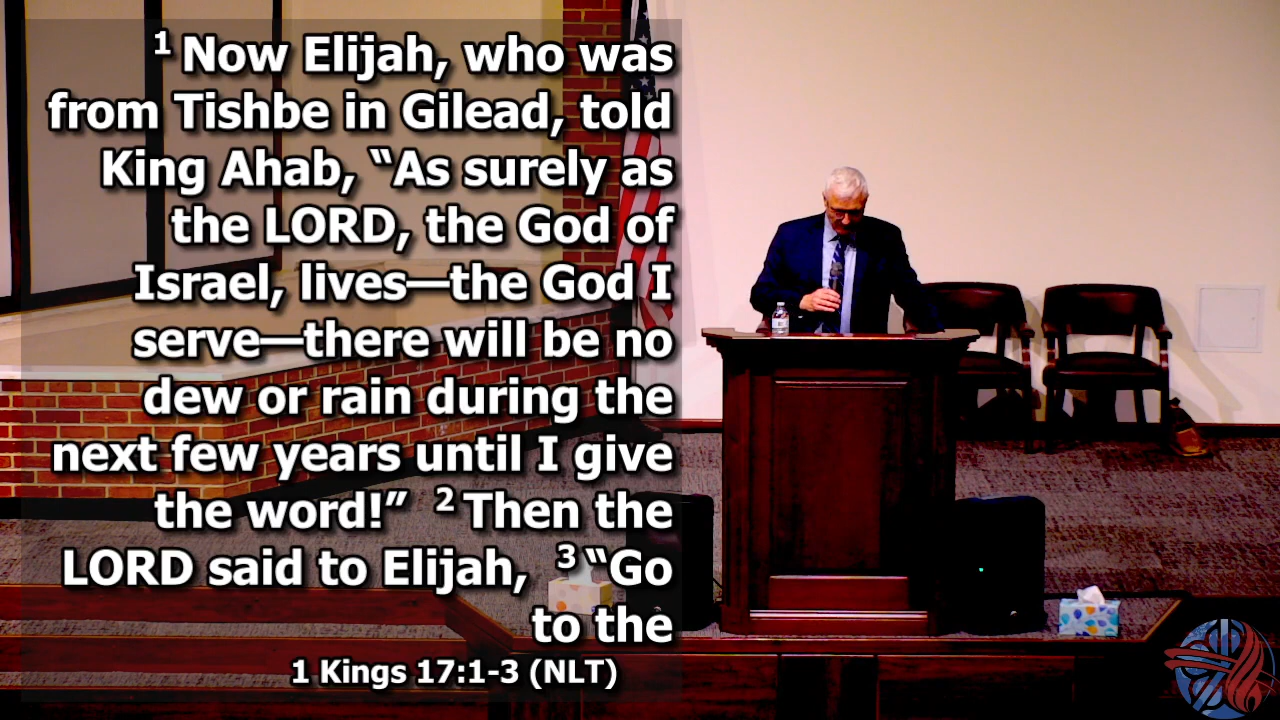 1 Now Elijah, who was
from Tishbe in Gilead, told
King Ahab, “As surely as
the LORD, the God of
Israel, lives—the God I
serve—there will be no
dew or rain during the
next few years until I give
the word!” 2 Then the
LORD said to Elijah, 3 “Go
to the
1 Kings 17:1-3 (NLT)